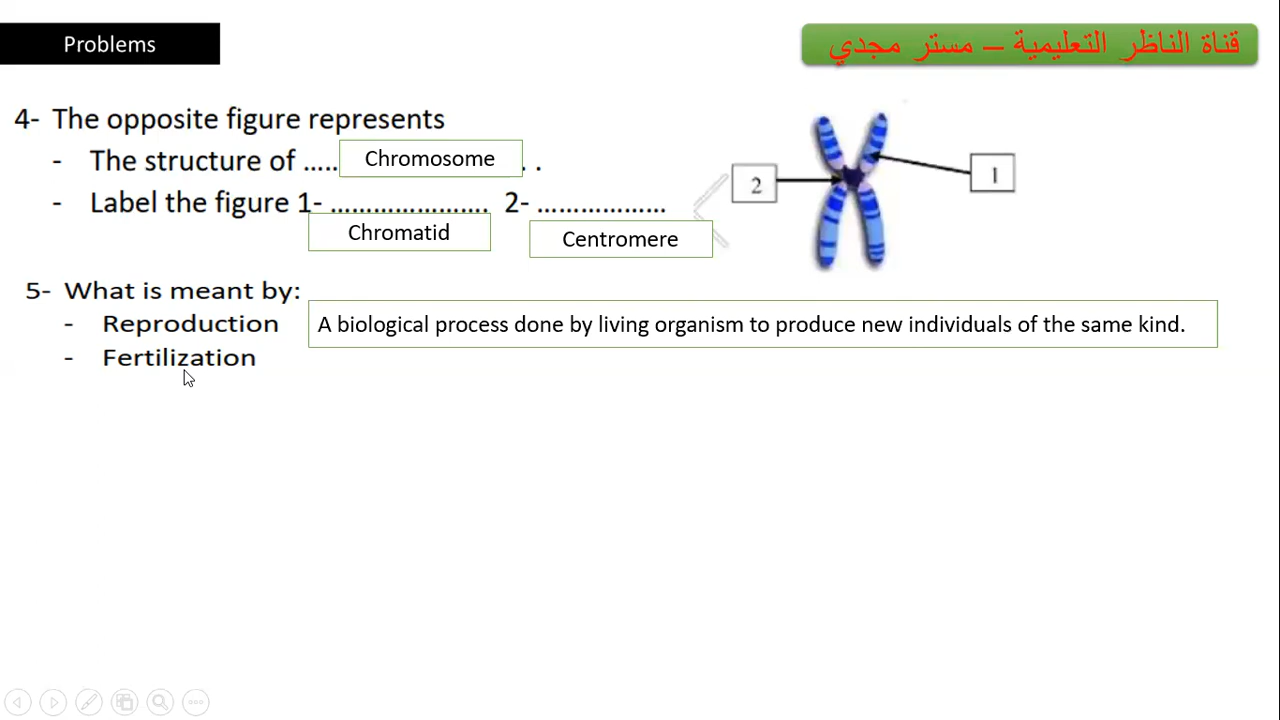 Problems
قناة الناظر التعليمية – مستر مجدي
4- The opposite figure represents
- The structure of ..... Chromosome . .
- Label the figure 1- ...................... 2- ..................
Chromatid
Centromere
2
1
5- What is meant by:
- Reproduction
A biological process done by living organism to produce new individuals of the same kind.
- Fertilization